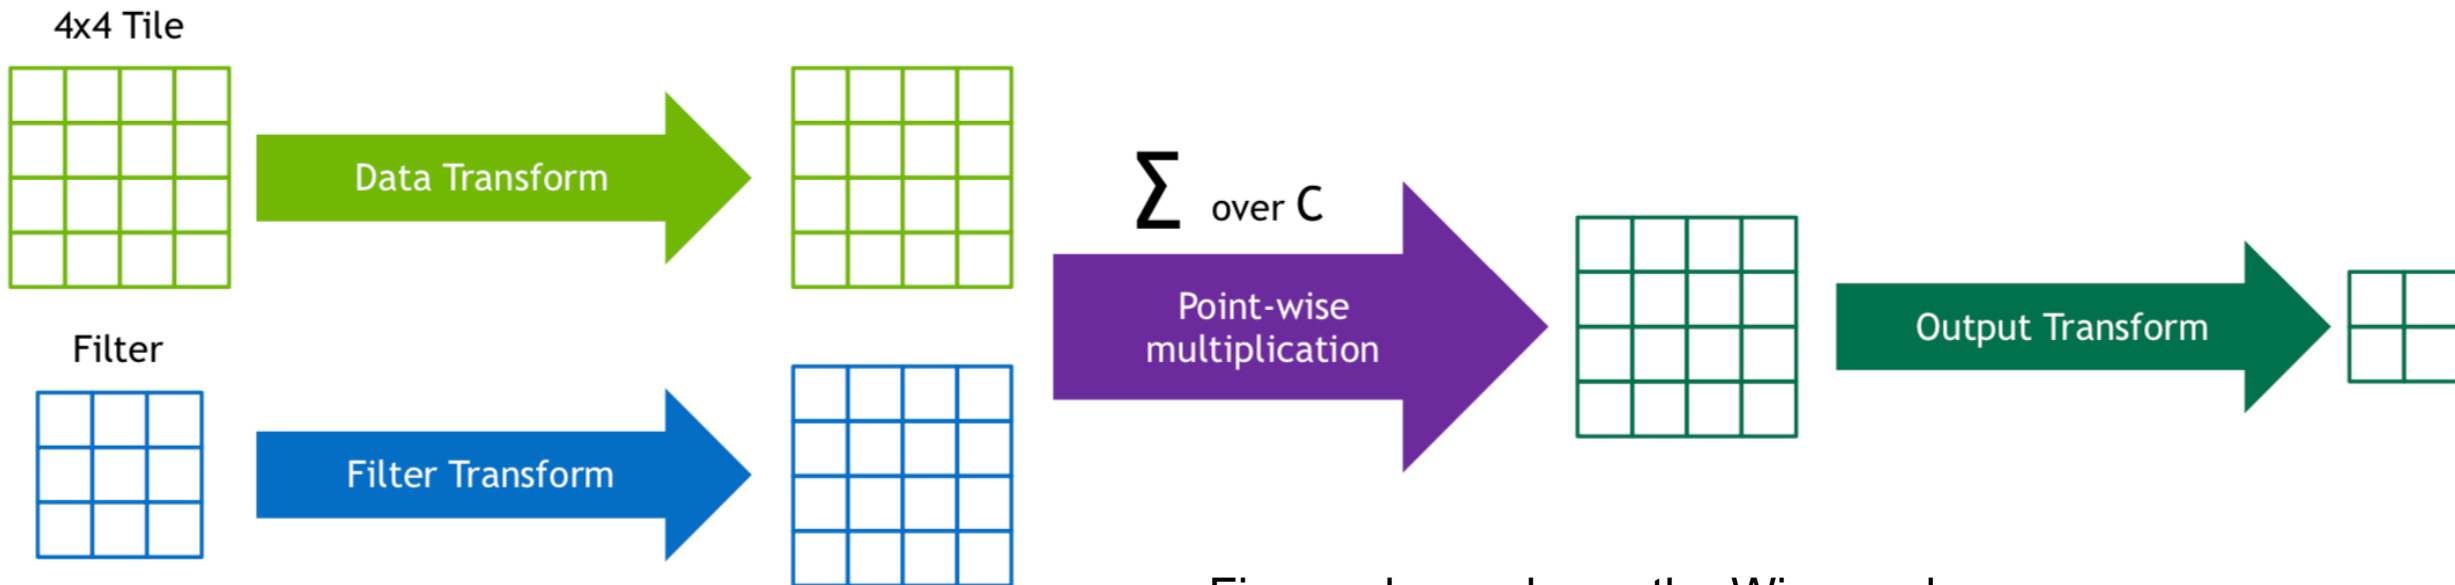 4x4 Tile
Data Transform
Σ over C
Point-wise
multiplication
Output Transform
Filter
Filter Transform